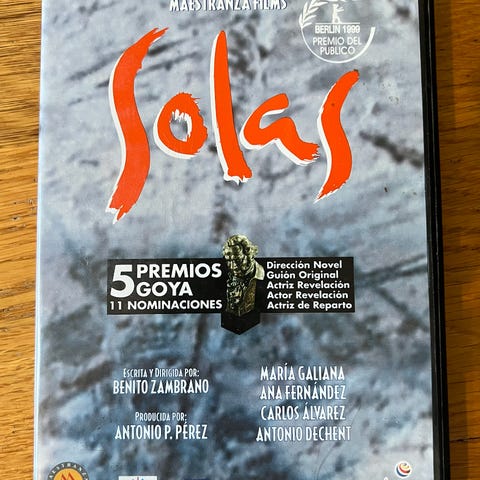 MAESTRANZA FILMS
BERLIN 1999
PREMIO DEL
PUBLICO
Solas
5 PREMIOS
GOYA
11 NOMINACIONES
Dirección Novel
Guión Original
Actriz Revelación
Actor Revelación
Actriz de Reparto
ESCRITA Y DIRIGIDA POR:
BENITO ZAMBRANO
PRODUCIDA POR:
ANTONIO P. PÉREZ
MARÍA GALIANA
ANA FERNÁNDEZ
CARLOS ÁLVAREZ
ANTONIO DECHENT